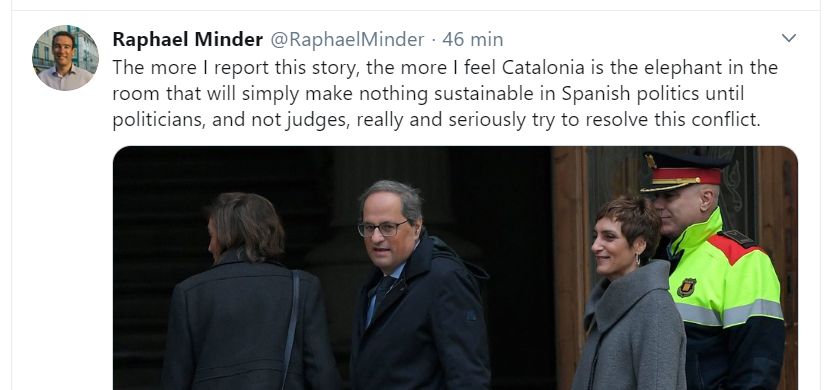 Raphael Minder @RaphaelMinder · 46 min
The more I report this story, the more I feel Catalonia is the elephant in the
room that will simply make nothing sustainable in Spanish politics until
politicians, and not judges, really and seriously try to resolve this conflict.